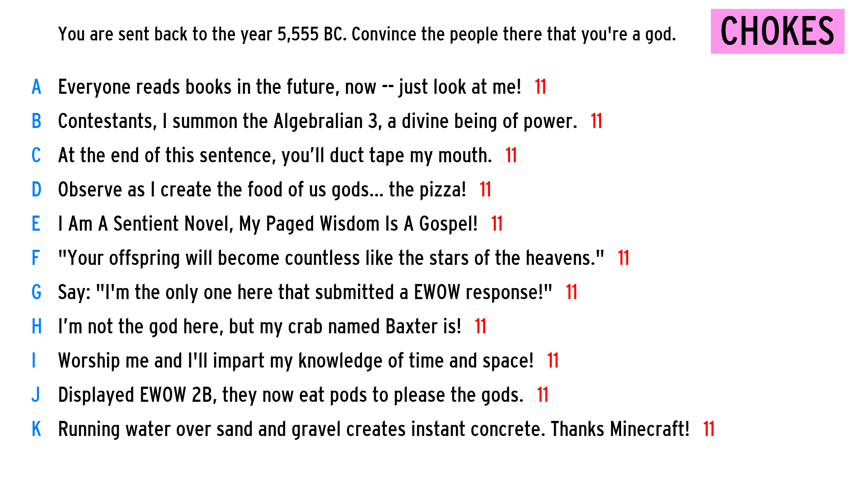 You are sent back to the year 5,555 BC. Convince the people there that you're a god.
CHOKES
A Everyone reads books in the future, now -- just look at me! 11
B Contestants, I summon the Algebralian 3, a divine being of power. 11
C At the end of this sentence, you’ll duct tape my mouth. 11
D Observe as I create the food of us gods... the pizza! 11
E I Am A Sentient Novel, My Paged Wisdom Is A Gospel! 11
F "Your offspring will become countless like the stars of the heavens." 11
G Say: "I'm the only one here that submitted a EWOW response!" 11
H I’m not the god here, but my crab named Baxter is! 11
I Worship me and I'll impart my knowledge of time and space! 11
J Displayed EWOW 2B, they now eat pods to please the gods. 11
K Running water over sand and gravel creates instant concrete. Thanks Minecraft! 11